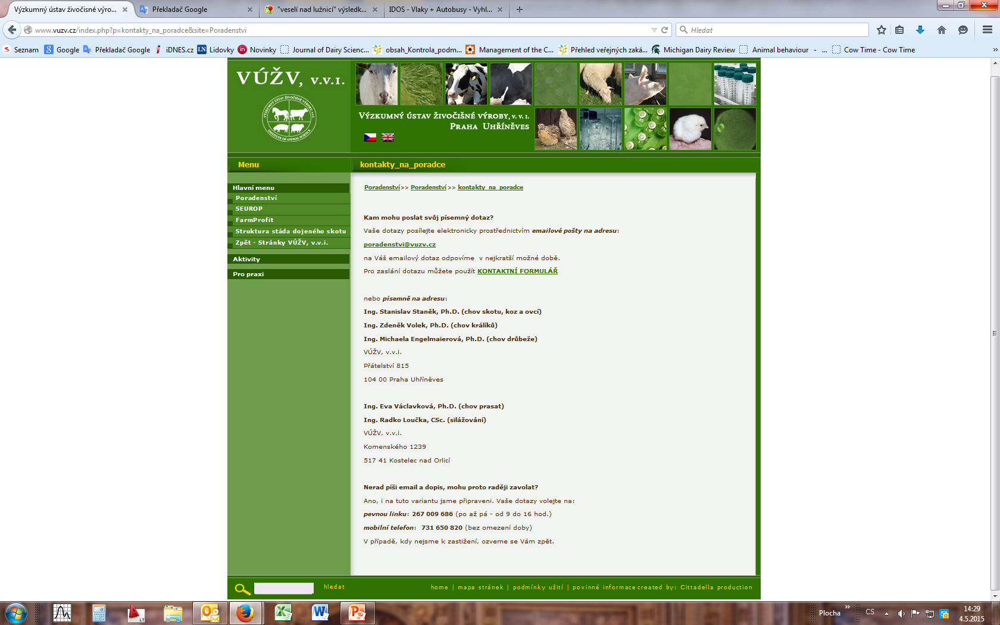 Výzkumný ústav živočisné výro...
Překladač Google
"veselí nad lužnicí" výsledk...
IDOS - Vlaky + Autobusy - Vyhl...
www.vuzv.cz/index.php?p=kontakty_na_poradce&site=Poradenstvi
Hledat
Seznam
Google
Překladač Google
iDNES.cz
Lidovky
Novinky
Journal of Dairy Scienc...
obsah_Kontrola_podm...
Management of the C...
Přehled veřejných zaká...
Michigan Dairy Review
Animal behaviour - ...
Cow Time - Cow Time
VÚŽV, v.v.i.
VÝZKUMNÝ ÚSTAV ŽIVOČIŠNÉ VÝROBY, v. v. i.
PRAHA UHŘÍNĚVES
INSTITUTE OF ANIMAL SCIENCE
Menu
kontakty_na_poradce
Hlavní menu
Poradenství
SEUROP
FarmProfit
Struktura stáda dojeného skotu
Zpět - Stránky VÚŽV, v.v.i.
Aktivity
Pro praxi
Poradenství>> Poradenství >> kontakty_na_poradce
Kam mohu poslat svůj písemný dotaz?
Vaše dotazy posílejte elektronicky prostřednictvím emailové pošty na adresu:
poradenstvi@vuzv.cz
na Váš emailový dotaz odpovíme v nejkratší možné době.
Pro zaslání dotazu můžete použít KONTAKTNÍ FORMULÁŘ
nebo písemně na adresu:
Ing. Stanislav Staněk, Ph.D. (chov skotu, koz a ovcí)
Ing. Zdeněk Volek, Ph.D. (chov králíků)
Ing. Michaela Engelmaierová, Ph.D. (chov drůbeže)
VÚŽV, v.v.i.
Přátelství 815
104 00 Praha Uhříněves
Ing. Eva Václavková, Ph.D. (chov prasat)
Ing. Radko Loučka, CSc. (silážování)
VÚŽV, v.v.i.
Komenského 1239
517 41 Kostelec nad Orlicí
Nerad píši email a dopis, mohu proto raději zavolat?
Ano, i na tuto variantu jsme připraveni. Vaše dotazy volejte na:
pevnou linku: 267 009 686 (po až pá - od 9 do 16 hod.)
mobilní telefon: 731 650 820 (bez omezení doby)
V případě, kdy nejsme k zastižení, ozveme se Vám zpět.
hledat
home | mapa stránek | podmínky užití | povinné informace created by: Cittadella production
Plocha
CS
14:29
4.5.2015